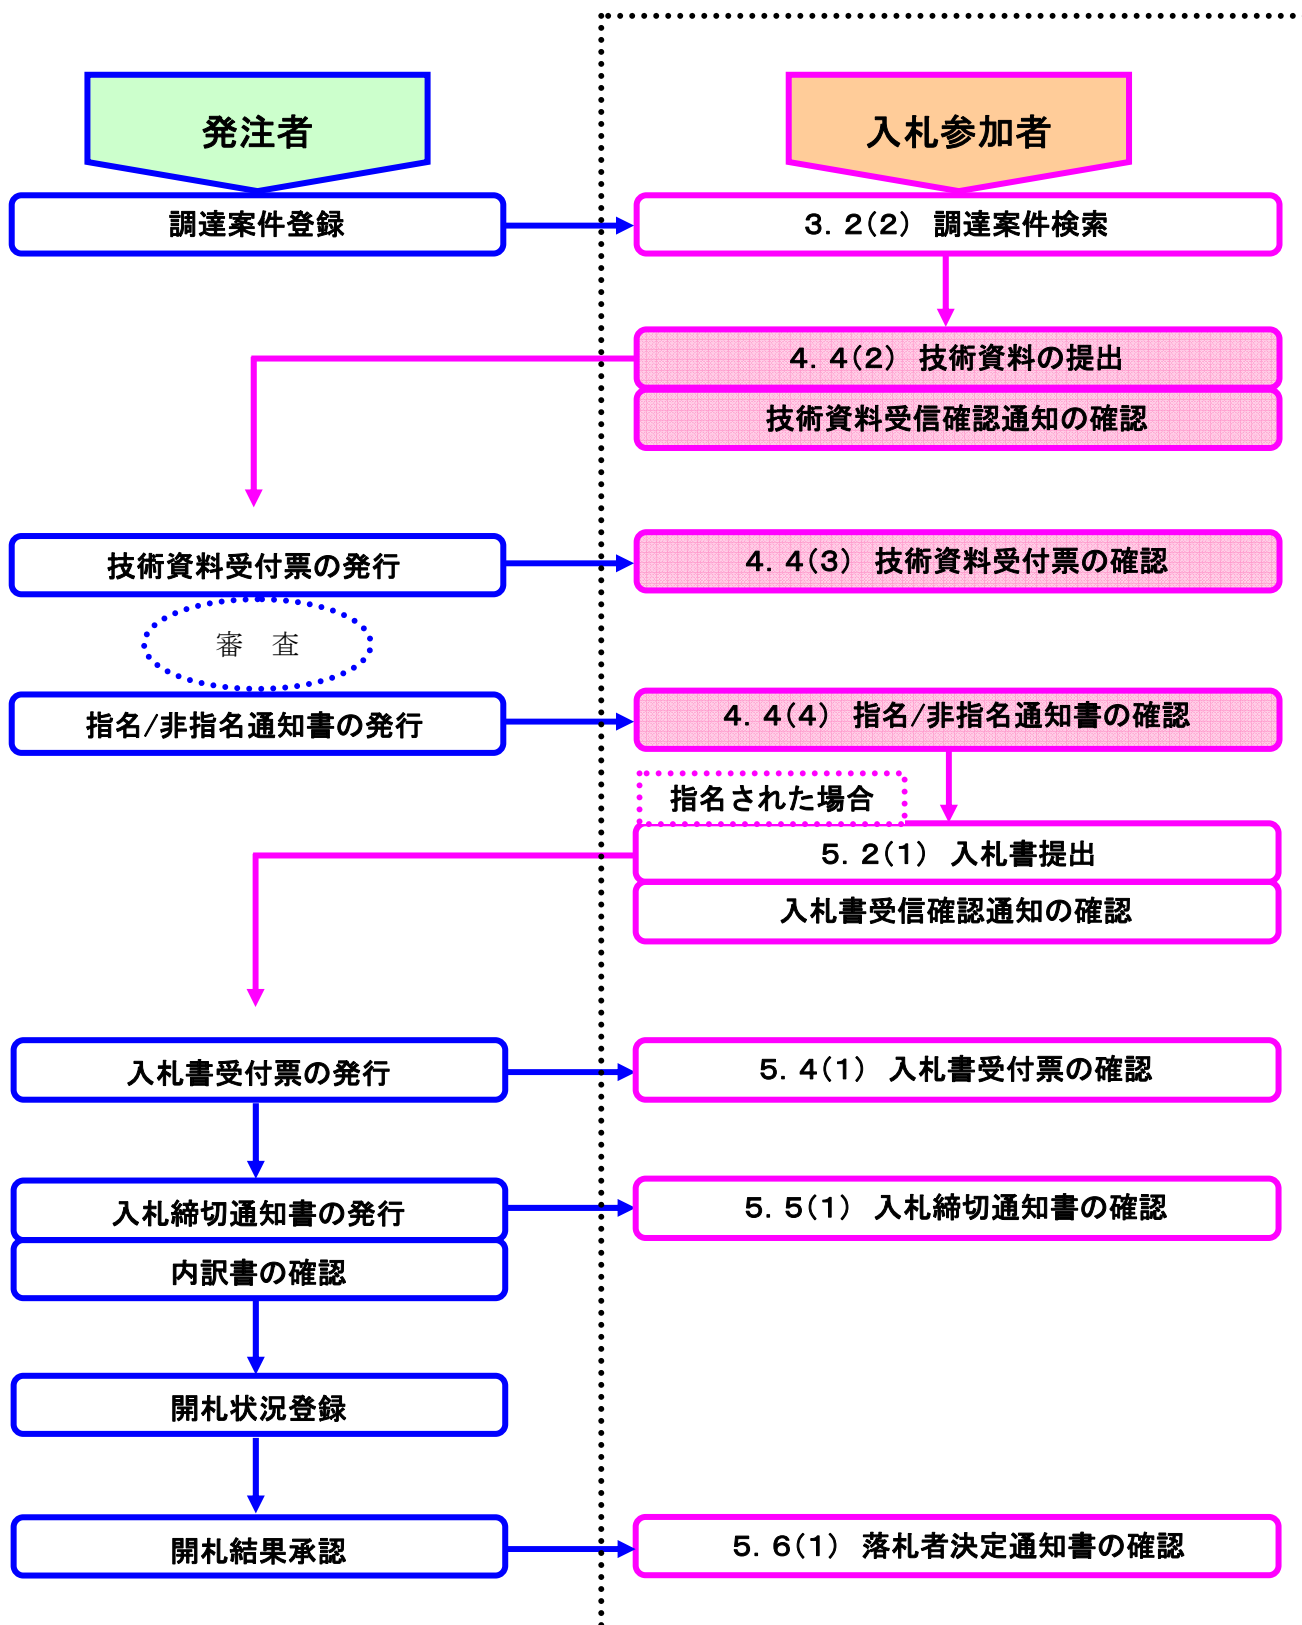 発注者
入札参加者
調達案件登録
３．２（２） 調達案件検索
４．４（２） 技術資料の提出
技術資料受信確認通知の確認
技術資料受付票の発行
４．４（３） 技術資料受付票の確認
審　査
指名/非指名通知書の発行
４．４（４） 指名/非指名通知書の確認
指名された場合
５．２（１） 入札書提出
入札書受信確認通知の確認
入札書受付票の発行
５．４（１） 入札書受付票の確認
入札締切通知書の発行
５．５（１） 入札締切通知書の確認
内訳書の確認
開札状況登録
開札結果承認
５．６（１） 落札者決定通知書の確認